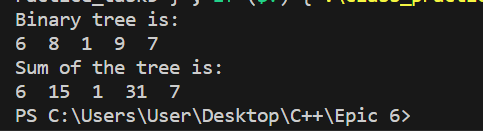 Binary tree is:
6  8  1  9  7
Sum of the tree is:
6  15  1  31  7
PS C:\Users\User\Desktop\C++\Epic 6>